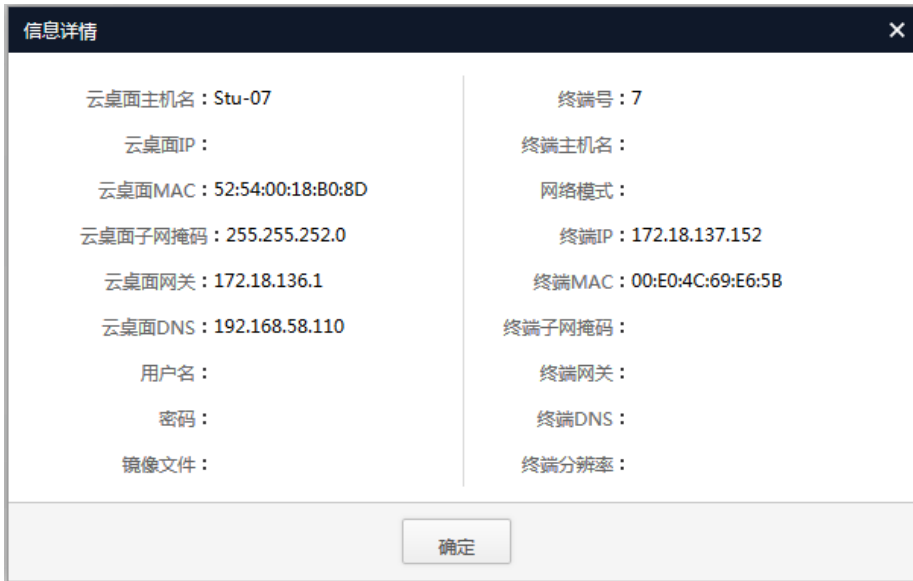 信息详情
云桌面主机名：Stu-07
云桌面IP：
云桌面MAC：52:54:00:18:B0:8D
云桌面子网掩码：255.255.252.0
云桌面网关：172.18.136.1
云桌面DNS：192.168.58.110
用户名：
密码：
镜像文件：
终端号：7
终端主机名：
网络模式：
终端IP：172.18.137.152
终端MAC：00:E0:4C:69:E6:5B
终端子网掩码：
终端网关：
终端DNS：
终端分辨率：
确定